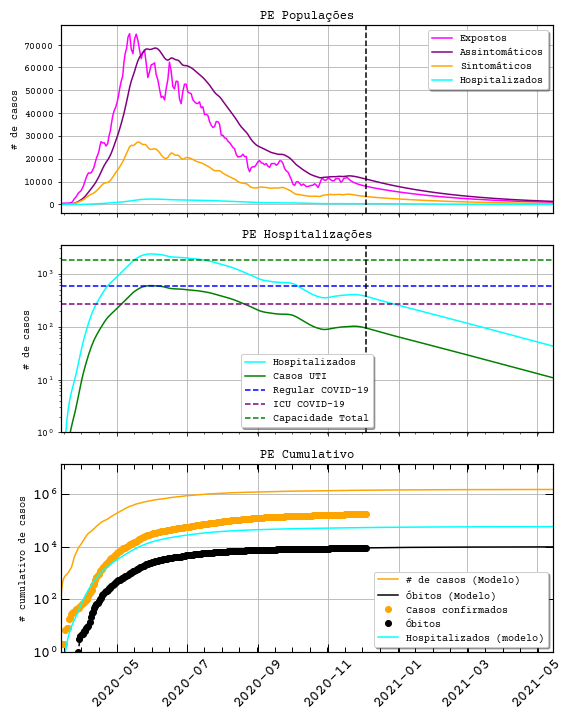 PE Populações
# de casos
70000
60000
50000
40000
30000
20000
10000
0
Expostos
Assintomáticos
Sintomáticos
Hospitalizados
PE Hospitalizações
# de casos
10³
10²
10¹
10⁰
Hospitalizados
Casos UTI
Regular COVID-19
ICU COVID-19
Capacidade Total
PE Cumulativo
# cumulativo de casos
10⁶
10⁴
10²
10⁰
# de casos (Modelo)
Óbitos (Modelo)
Casos confirmados
Óbitos
Hospitalizados (modelo)
2020-05
2020-07
2020-09
2020-11
2021-01
2021-03
2021-05